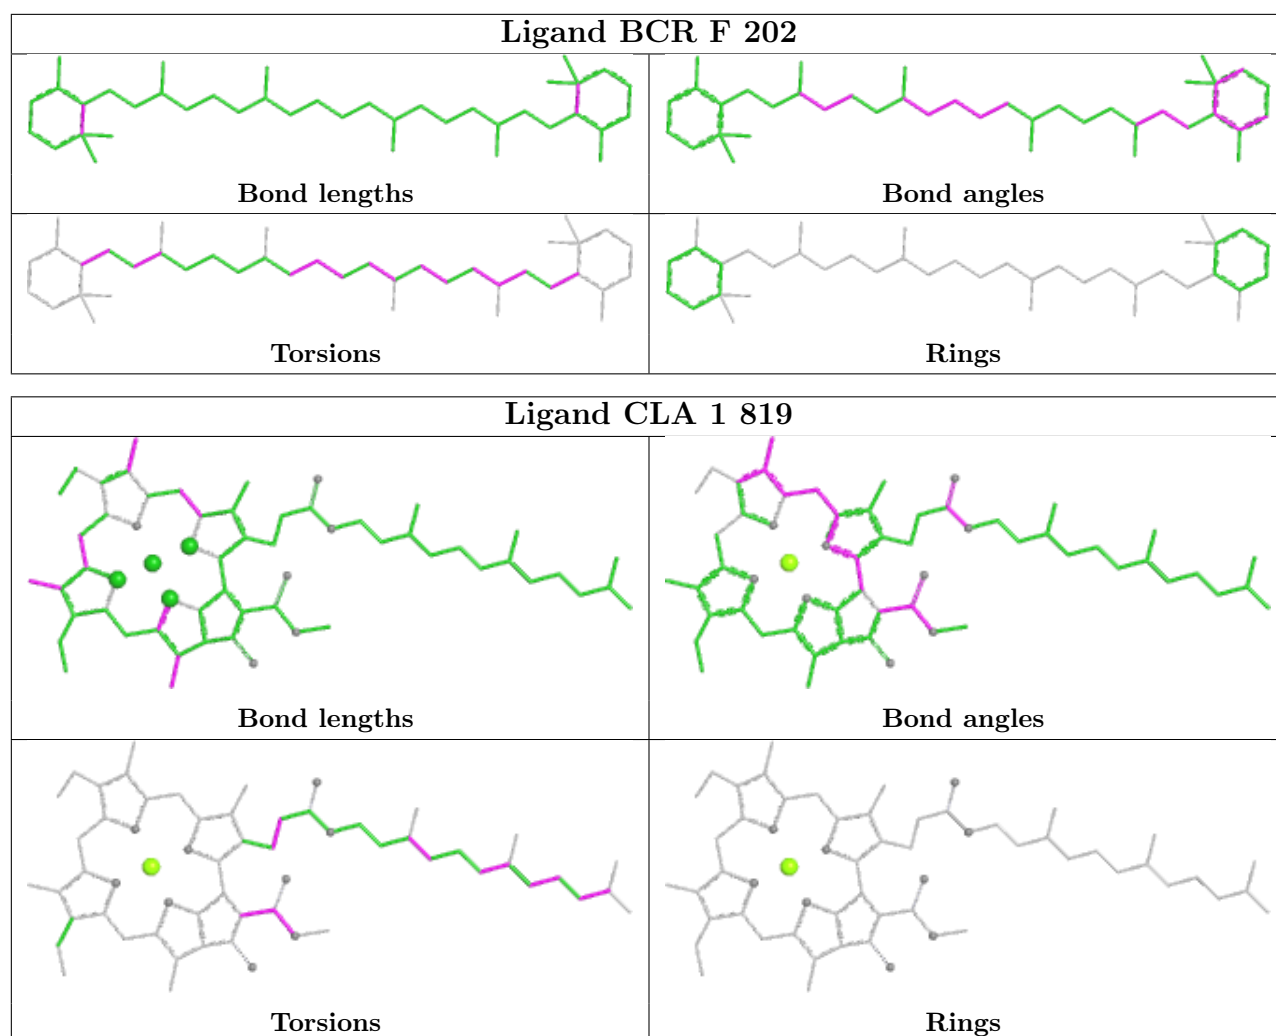 Ligand BCR F 202
Bond lengths
Bond angles
Torsions
Rings
Ligand CLA 1 819
Bond lengths
Bond angles
Torsions
Rings